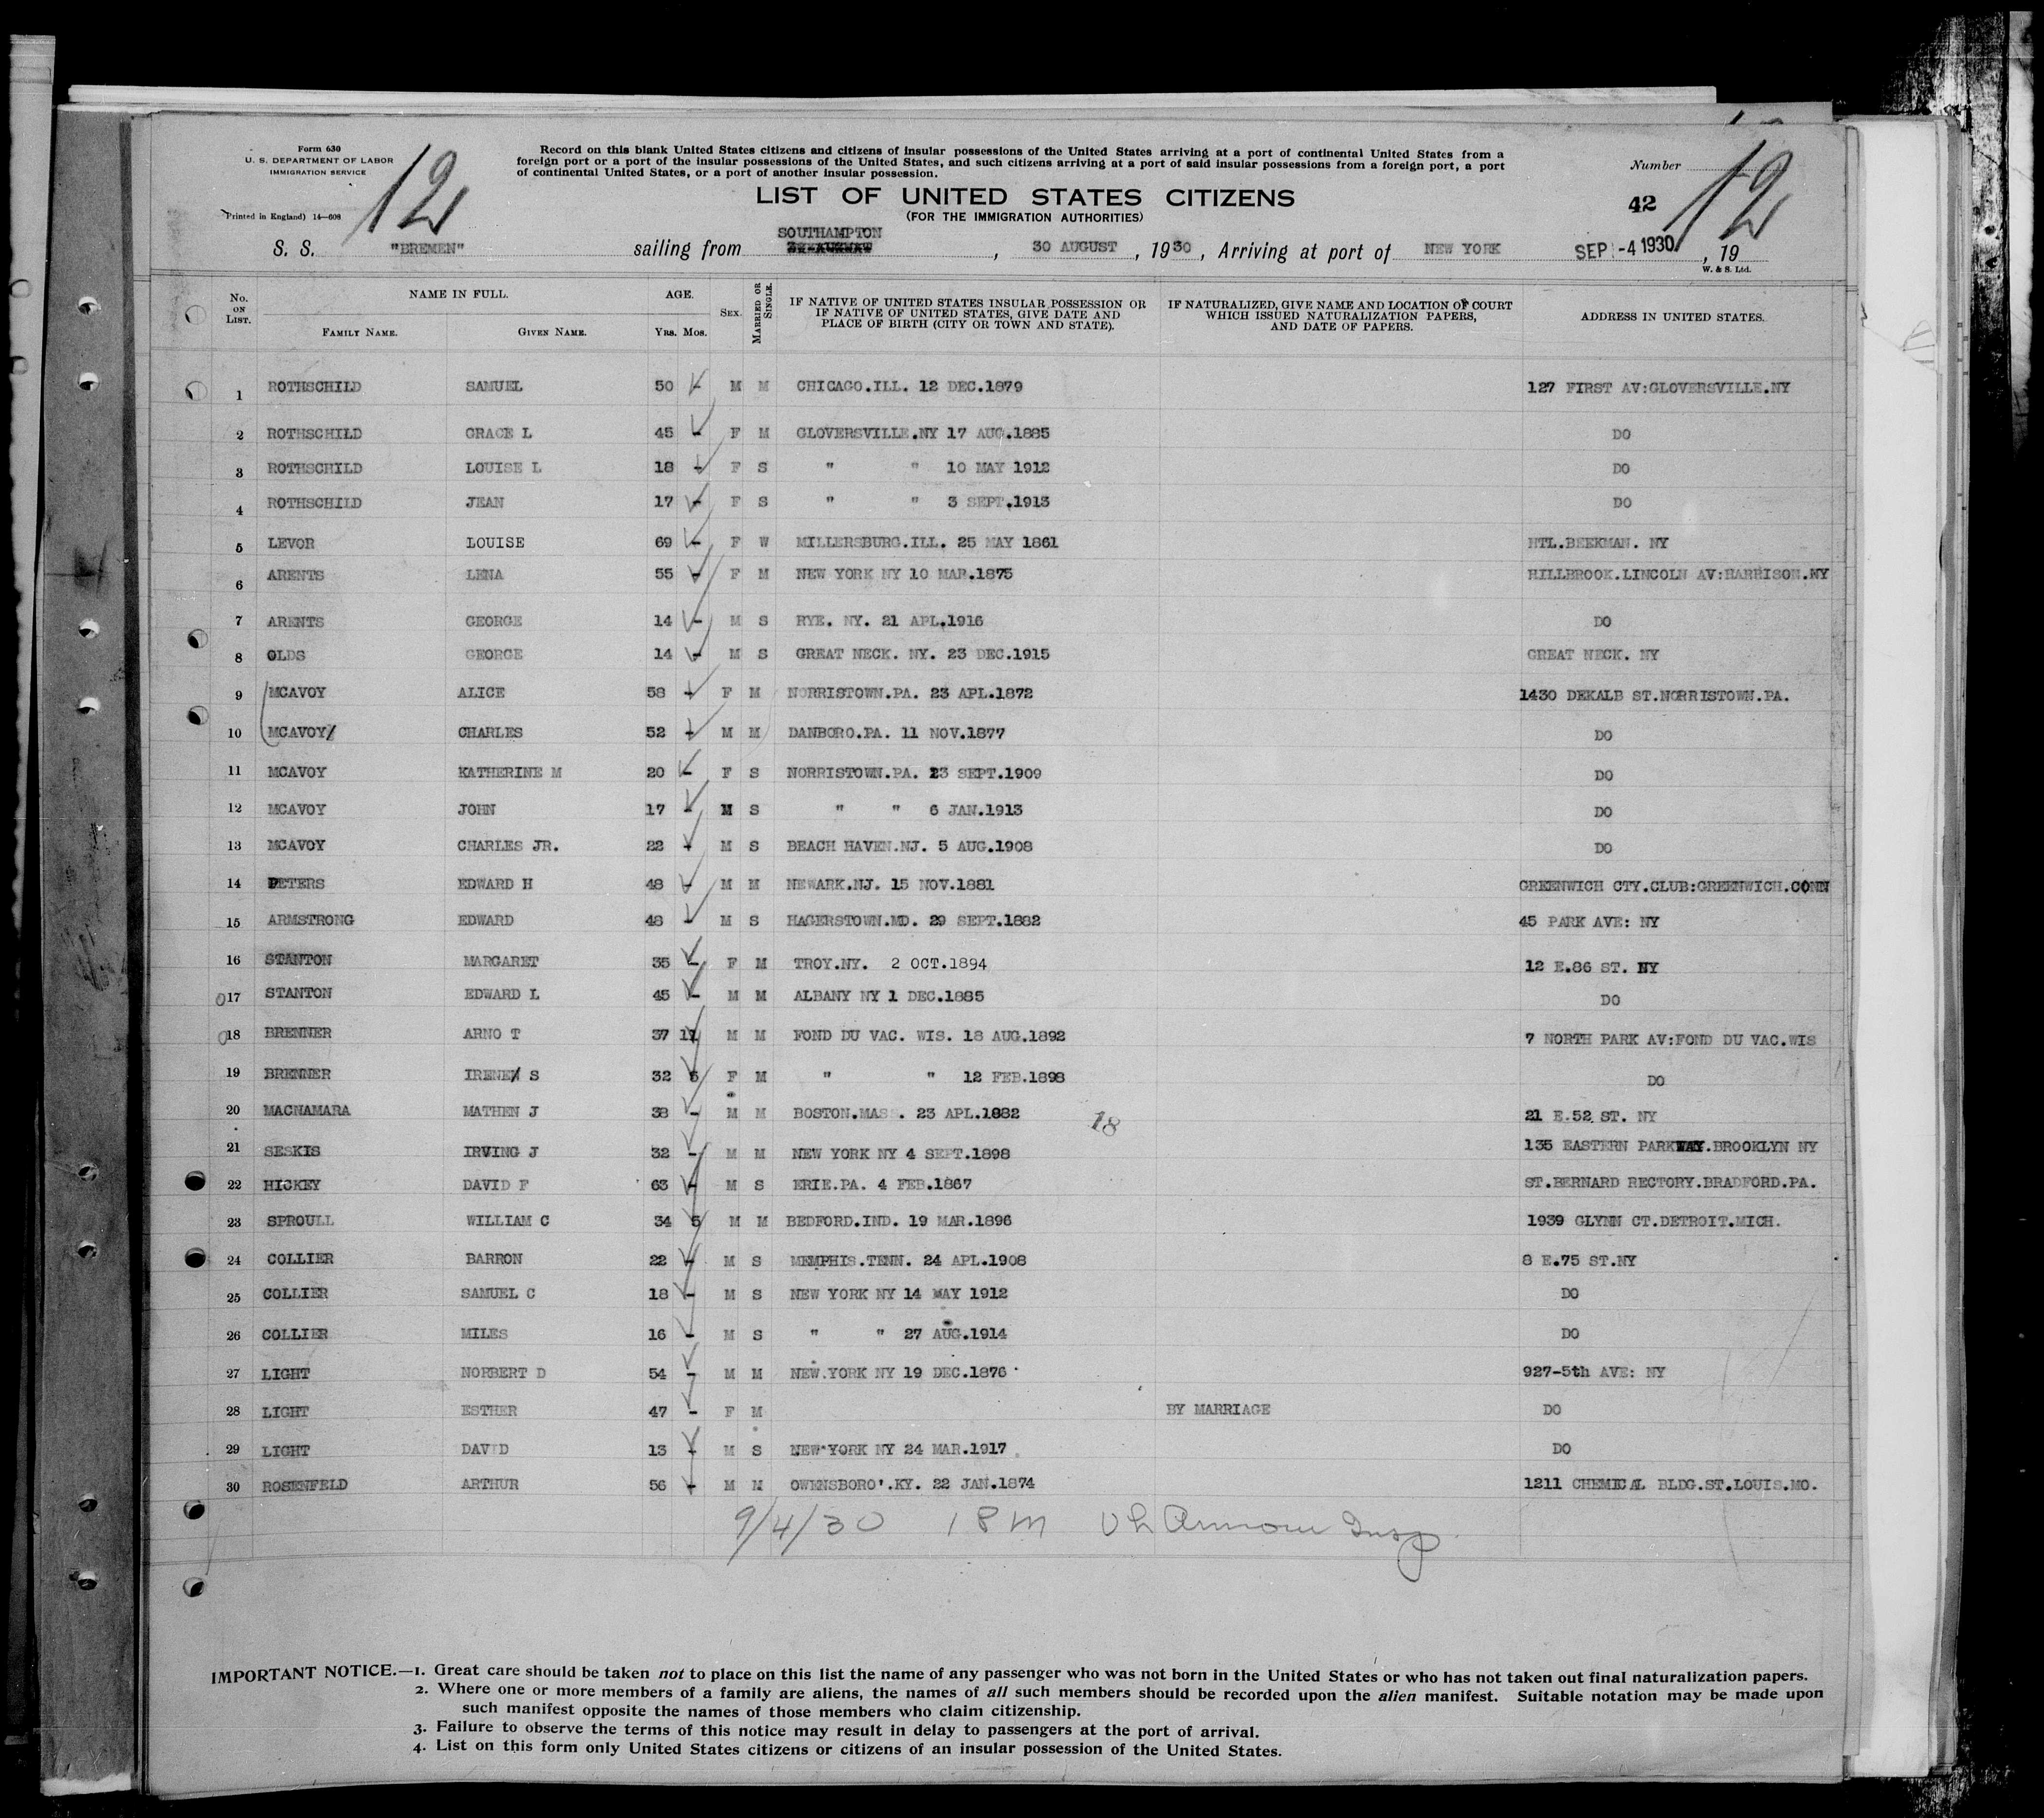 Form 630
U. S. DEPARTMENT OF LABOR
IMMIGRATION SERVICE
Printed in England) 14—608
12
Record on this blank United States citizens and citizens of insular possessions of the United States arriving at a port of continental United States from a
foreign port or a port of the insular possessions of the United States, and such citizens arriving at a port of said insular possessions from a foreign port, a port
of continental United States, or a port of another insular possession.
LIST OF UNITED STATES CITIZENS
(FOR THE IMMIGRATION AUTHORITIES)
Number
42
12
S. S. "BREMEN" sailing from SOUTHAMPTON, 30 AUGUST, 1930, Arriving at port of NEW YORK SEP -4 1930, 19
W. & S. Ltd.
No. ON LIST. NAME IN FULL. FAMILY NAME. GIVEN NAME. AGE. Yrs. Mos. SEX. MARRIED OR SINGLE. IF NATIVE OF UNITED STATES INSULAR POSSESSION OR IF NATIVE OF UNITED STATES, GIVE DATE AND PLACE OF BIRTH (CITY OR TOWN AND STATE). IF NATURALIZED, GIVE NAME AND LOCATION OF COURT WHICH ISSUED NATURALIZATION PAPERS, AND DATE OF PAPERS. ADDRESS IN UNITED STATES.
1 ROTHSCHILD SAMUEL 50 - M M CHICAGO.ILL. 12 DEC.1879 127 FIRST AV:GLOVERSVILLE.NY
2 ROTHSCHILD GRACE L 45 - F M GLOVERSVILLE.NY 17 AUG.1885 DO
3 ROTHSCHILD LOUISE L 18 - F S " " 10 MAY 1912 DO
4 ROTHSCHILD JEAN 17 - F S " " 3 SEPT.1913 DO
5 LEVOR LOUISE 69 - F W MILLERSBURG.ILL. 25 MAY 1861 HTL.BEEKMAN. NY
6 ARENTS LENA 55 - F M NEW YORK NY 10 MAR.1875 HILLBROOK.LINCOLN AV:HARRISON.NY
7 ARENTS GEORGE 14 - M S RYE. NY. 21 APL.1916 DO
8 OLDS GEORGE 14 - M S GREAT NECK. NY. 23 DEC.1915 GREAT NECK. NY
9 MCAVOY ALICE 58 - F M NORRISTOWN.PA. 23 APL.1872 1430 DEKALB ST.NORRISTOWN.PA.
10 MCAVOY CHARLES 52 - M M DANBORO.PA. 11 NOV.1877 DO
11 MCAVOY KATHERINE M 20 - F S NORRISTOWN.PA. 23 SEPT.1909 DO
12 MCAVOY JOHN 17 - M S " " 6 JAN.1913 DO
13 MCAVOY CHARLES JR. 22 - M S BEACH HAVEN.NJ. 5 AUG.1908 DO
14 PETERS EDWARD H 48 - M M NEWARK.NJ. 15 NOV.1881 GREENWICH CTY.CLUB:GREENWICH.CONN
15 ARMSTRONG EDWARD 48 - M S HAGERSTOWN.MD. 29 SEPT.1882 45 PARK AVE: NY
16 STANTON MARGARET 35 - F M TROY.NY. 2 OCT.1894 12 E.86 ST. NY
17 STANTON EDWARD L 45 - M M ALBANY NY 1 DEC.1885 DO
18 BRENNER ARNO T 37 11 M M FOND DU VAC. WIS. 18 AUG.1892 7 NORTH PARK AV:FOND DU VAC.WIS
19 BRENNER IRENE S 32 6 F M " " 12 FEB.1898 DO
20 MACNAMARA MATHEN J 38 - M M BOSTON.MASS. 23 APL.1882 18 21 E.52 ST. NY
21 SESKIS IRVING J 32 - M M NEW YORK NY 4 SEPT.1898 135 EASTERN PARKWAY.BROOKLYN NY
22 HICKEY DAVID F 63 - M S ERIE.PA. 4 FEB.1867 ST.BERNARD RECTORY.BRADFORD.PA.
23 SPROULL WILLIAM C 34 5 M M BEDFORD.IND. 19 MAR.1896 1939 GLYNN CT.DETROIT.MICH.
24 COLLIER BARRON 22 - M S MEMPHIS.TENN. 24 APL.1908 8 E.75 ST.NY
25 COLLIER SAMUEL C 18 - M S NEW YORK NY 14 MAY 1912 DO
26 COLLIER MILES 16 - M S " " 27 AUG.1914 DO
27 LIGHT NORBERT D 54 - M M NEW.YORK NY 19 DEC.1876 927-5th AVE: NY
28 LIGHT ESTHER 47 - F M BY MARRIAGE DO
29 LIGHT DAVID 13 - M S NEW YORK NY 24 MAR.1917 DO
30 ROSENFELD ARTHUR 56 - M M OWENSBORO'.KY. 22 JAN.1874 1211 CHEMICAL BLDG.ST.LOUIS.MO.
9/4/30 18 M Armour Insp
IMPORTANT NOTICE.—1. Great care should be taken not to place on this list the name of any passenger who was not born in the United States or who has not taken out final naturalization papers.
2. Where one or more members of a family are aliens, the names of all such members should be recorded upon the alien manifest. Suitable notation may be made upon
such manifest opposite the names of those members who claim citizenship.
3. Failure to observe the terms of this notice may result in delay to passengers at the port of arrival.
4. List on this form only United States citizens or citizens of an insular possession of the United States.